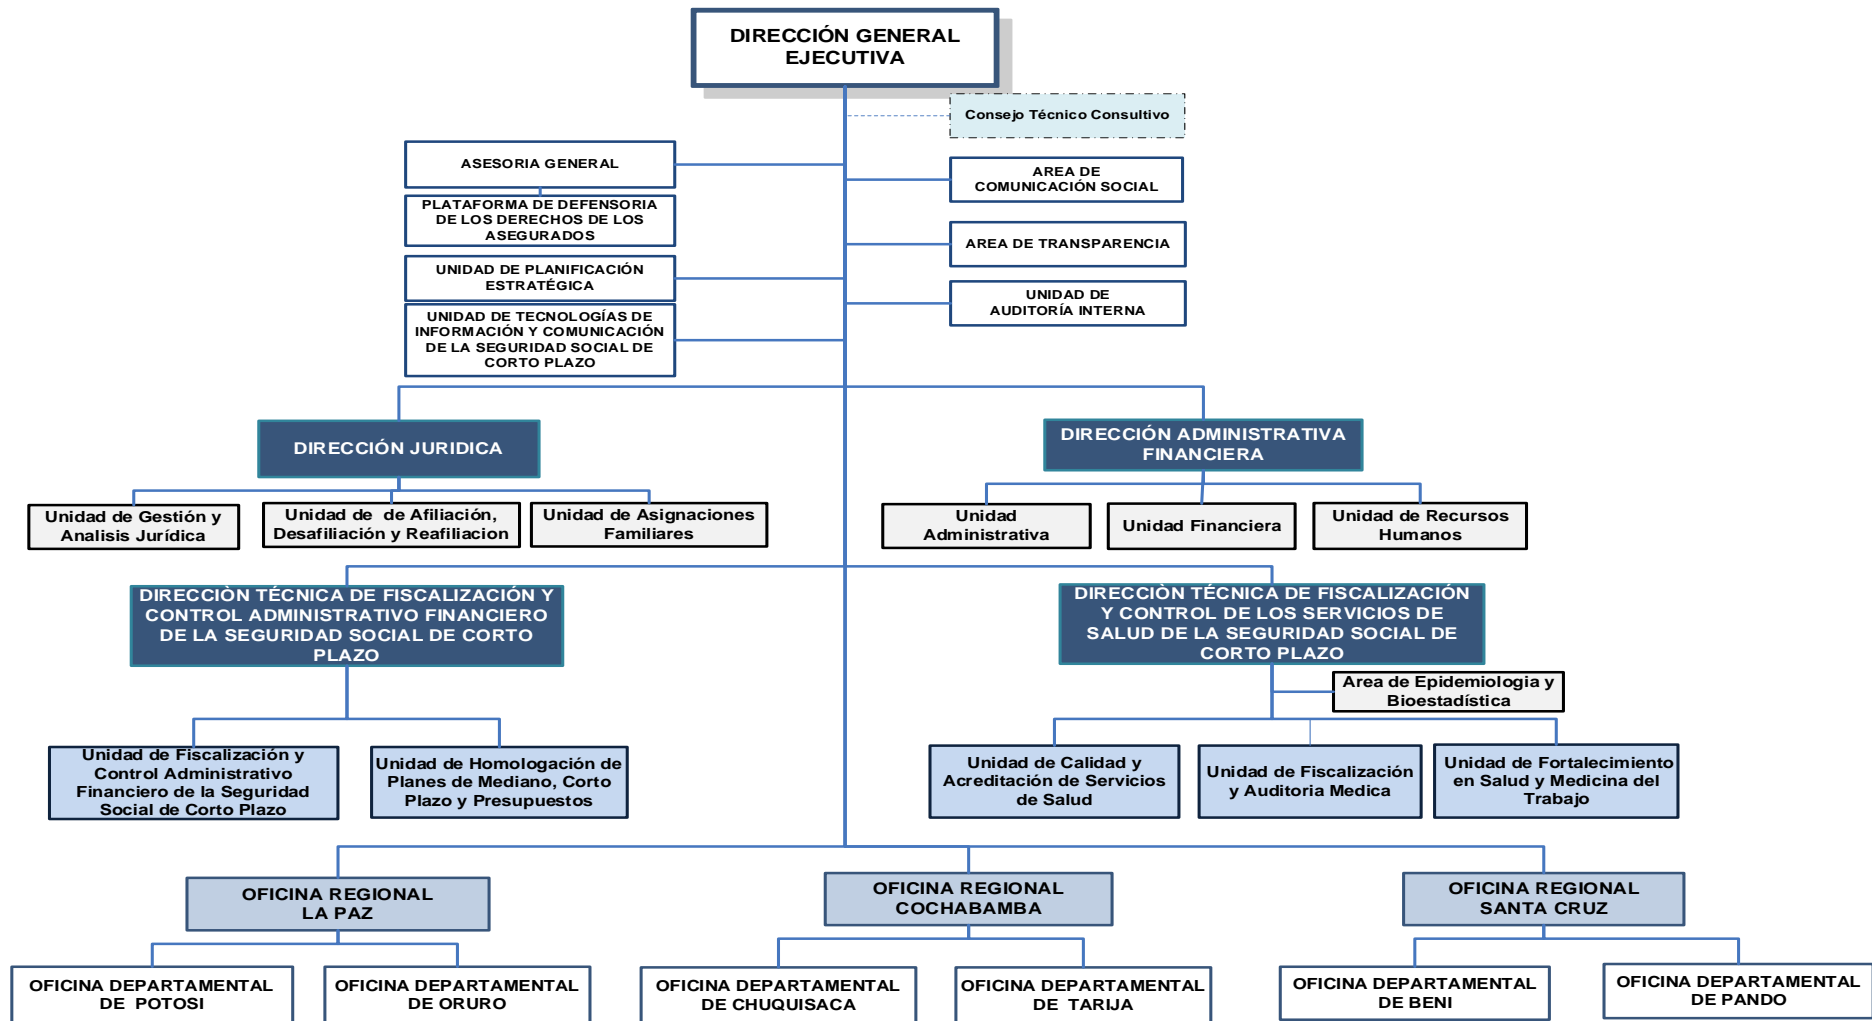 DIRECCIÓN GENERAL
EJECUTIVA
Consejo Técnico Consultivo
ASESORIA GENERAL
AREA DE
COMUNICACIÓN SOCIAL
PLATAFORMA DE DEFENSORIA
DE LOS DERECHOS DE LOS
ASEGURADOS
AREA DE TRANSPARENCIA
UNIDAD DE PLANIFICACIÓN
ESTRATÉGICA
UNIDAD DE
AUDITORÍA INTERNA
UNIDAD DE TECNOLOGÍAS DE
INFORMACIÓN Y COMUNICACIÓN
DE LA SEGURIDAD SOCIAL DE
CORTO PLAZO
DIRECCIÓN JURIDICA
DIRECCIÓN ADMINISTRATIVA
FINANCIERA
Unidad de Gestión y
Analisis Jurídica
Unidad de  de Afiliación,
Desafiliación y Reafiliacion
Unidad de Asignaciones
Familiares
Unidad
Administrativa
Unidad Financiera
Unidad de Recursos
Humanos
DIRECCIÒN TÉCNICA DE FISCALIZACIÓN Y
CONTROL ADMINISTRATIVO FINANCIERO
DE LA SEGURIDAD SOCIAL DE CORTO
PLAZO
DIRECCIÒN TÉCNICA DE FISCALIZACIÓN
Y CONTROL DE LOS SERVICIOS DE
SALUD DE LA SEGURIDAD SOCIAL DE
CORTO PLAZO
Area de Epidemiologia y
Bioestadística
Unidad de Fiscalización y
Control Administrativo
Financiero de la Seguridad
Social de Corto Plazo
Unidad de Homologación de
Planes de Mediano, Corto
Plazo y Presupuestos
Unidad de Calidad y
Acreditación de Servicios
de Salud
Unidad de Fiscalización
y Auditoria Medica
Unidad de Fortalecimiento
en Salud y Medicina del
Trabajo
OFICINA REGIONAL
LA PAZ
OFICINA REGIONAL
COCHABAMBA
OFICINA REGIONAL
SANTA CRUZ
OFICINA DEPARTAMENTAL
DE  POTOSI
OFICINA DEPARTAMENTAL
DE ORURO
OFICINA DEPARTAMENTAL
DE CHUQUISACA
OFICINA DEPARTAMENTAL
DE  TARIJA
OFICINA DEPARTAMENTAL
DE BENI
OFICINA DEPARTAMENTAL
DE PANDO